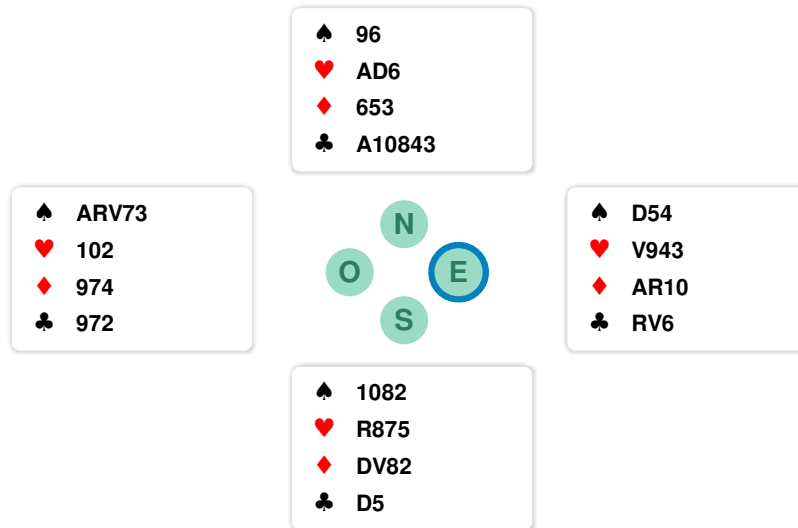 ♠ 96
♥ AD6
♦ 653
♣ A10843
♠ ARV73
♥ 102
♦ 974
♣ 972
N
O E
S
♠ D54
♥ V943
♦ AR10
♣ RV6
♠ 1082
♥ R875
♦ DV82
♣ D5